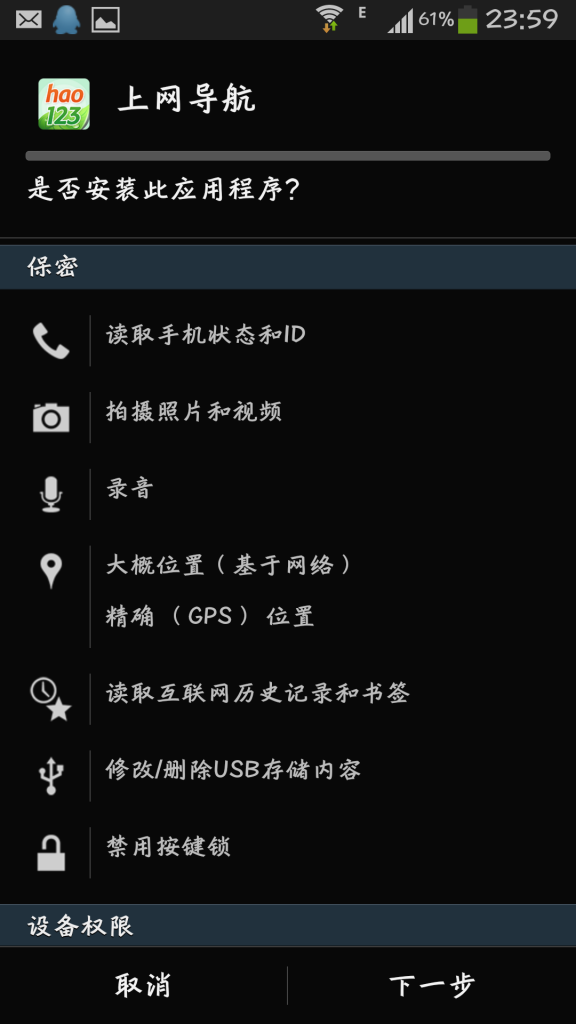 E 61% 23:59
hao
123
上网导航
是否安装此应用程序?
保密
读取手机状态和ID
拍摄照片和视频
录音
大概位置（基于网络）
精确 （GPS） 位置
读取互联网历史记录和书签
修改/删除USB存储内容
禁用按键锁
设备权限
取消 下一步